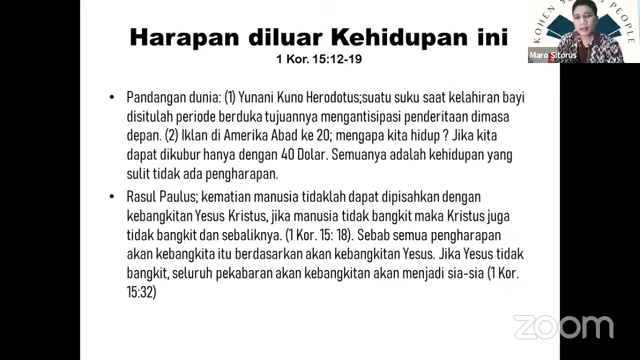 Harapan diluar Kehidupan ini
1 Kor. 15:12-19
• Pandangan dunia: (1) Yunani Kuno Herodotus;suatu suku saat kelahiran bayi
disitulah periode berduka tujuannya mengantisipasi penderitaan dimasa
depan. (2) Iklan di Amerika Abad ke 20; mengapa kita hidup ? Jika kita
dapat dikubur hanya dengan 40 Dolar. Semuanya adalah kehidupan yang
sulit tidak ada pengharapan.
• Rasul Paulus; kematian manusia tidaklah dapat dipisahkan dengan
kebangkitan Yesus Kristus, jika manusia tidak bangkit maka Kristus juga
tidak bangkit dan sebaliknya. (1 Kor. 15: 18). Sebab semua pengharapan
akan kebangkita itu berdasarkan akan kebangkitan Yesus. Jika Yesus tidak
bangkit, seluruh pekabaran akan kebangkitan akan menjadi sia-sia (1 Kor.
15:32)
KOHEN
PEOPLE
Maro Sitorus
zoom